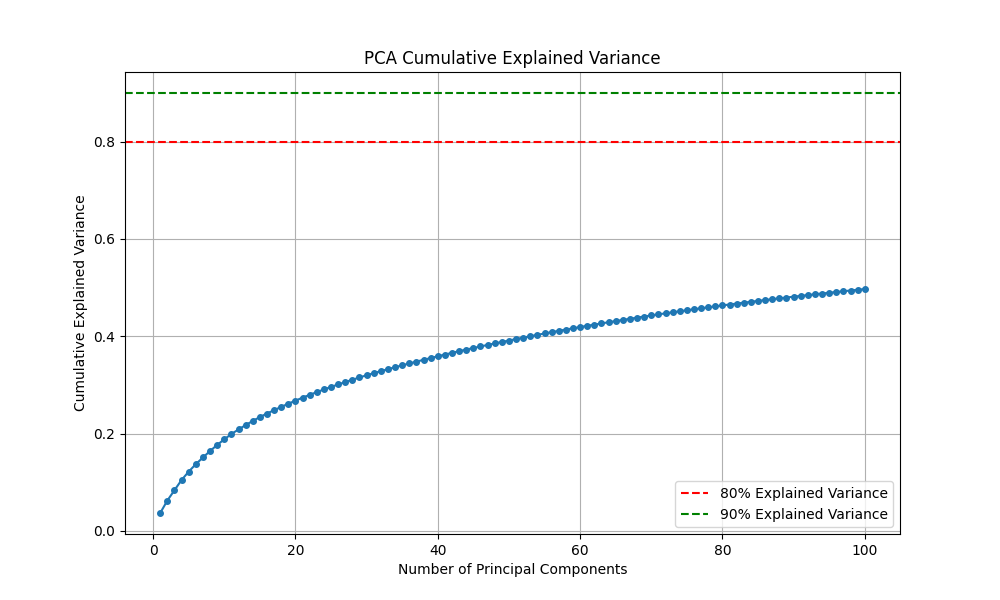 PCA Cumulative Explained Variance
Cumulative Explained Variance
0.8
0.6
0.4
0.2
0.0
80% Explained Variance
90% Explained Variance
0 20 40 60 80 100
Number of Principal Components